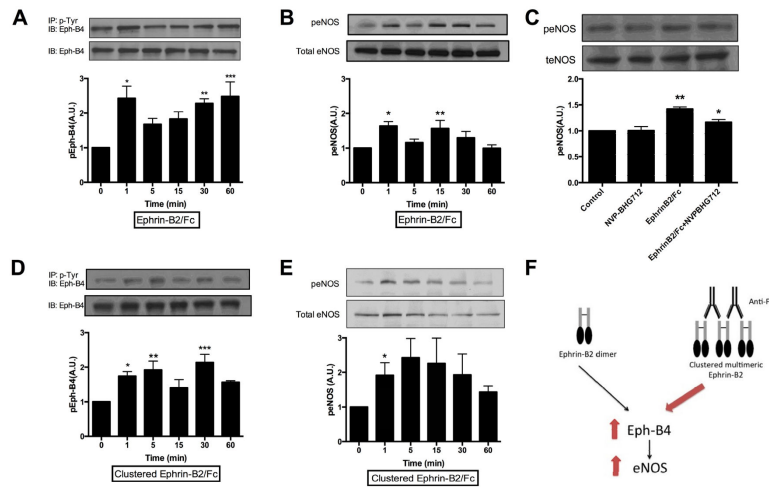 A
IP: p-Tyr
IB: Eph-B4
IB: Eph-B4
pEph-B4(A.U.)
3
2
1
0
*
**
***
0 1 5 15 30 60
Time (min)
Ephrin-B2/Fc
B
peNOS
Total eNOS
peNOS(A.U.)
3
2
1
0
*
**
0 1 5 15 30 60
Time (min)
Ephrin-B2/Fc
C
peNOS
teNOS
peNOS(A.U.)
2.0
1.5
1.0
0.5
0.0
**
*
Control
NVP-BHG712
EphrinB2/Fc
EphrinB2/Fc+NVPBHG712
D
IP: p-Tyr
IB: Eph-B4
IB: Eph-B4
pEph-B4(A.U.)
3
2
1
0
*
**
***
0 1 5 15 30 60
Time (min)
Clustered Ephrin-B2/Fc
E
peNOS
Total eNOS
peNOS (A.U.)
3
2
1
0
*
0 1 5 15 30 60
Time (min)
Clustered Ephrin-B2/Fc
F
Anti-F
Ephrin-B2 dimer
Clustered multimeric
Ephrin-B2
Eph-B4
eNOS